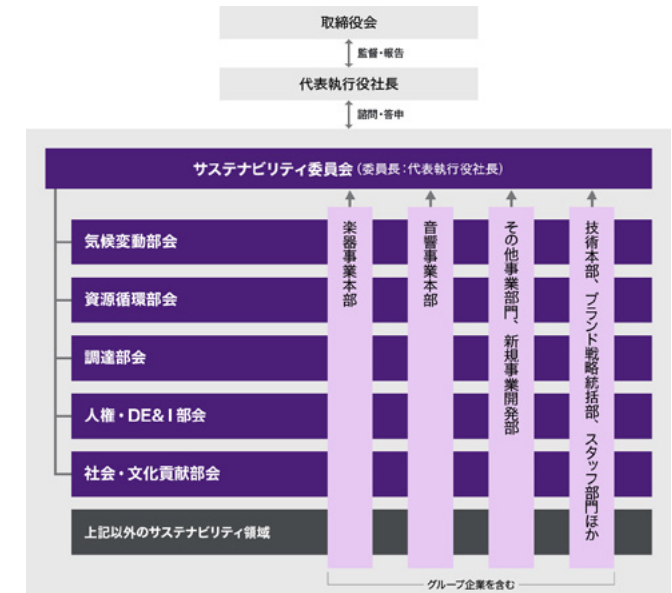 取締役会
監督・報告
代表執行役社長
諮問・答申
サステナビリティ委員会(委員長:代表執行役社長)
気候変動部会
資源循環部会
調達部会
人権・DE&I部会
社会・文化貢献部会
上記以外のサステナビリティ領域
楽器事業本部
音響事業本部
その他事業部門、新規事業開発部
技術本部、ブランド戦略統括部、スタッフ部門ほか
グループ企業を含む